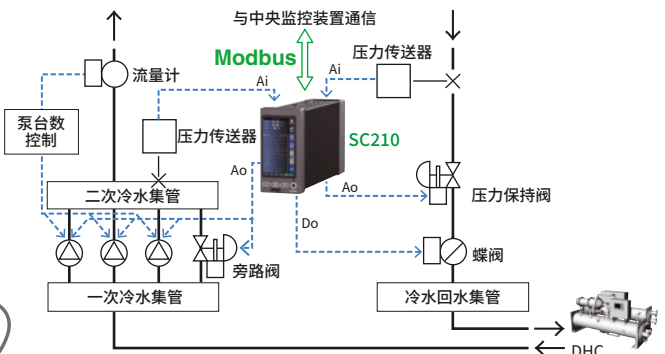 与中央监控装置通信
Modbus
压力传送器
流量计
Ai
Ai
泵台数
控制
压力传送器
SC210
Ao
Ao
二次冷水集管
压力保持阀
Do
旁路阀
蝶阀
一次冷水集管
冷水回水集管
DHC